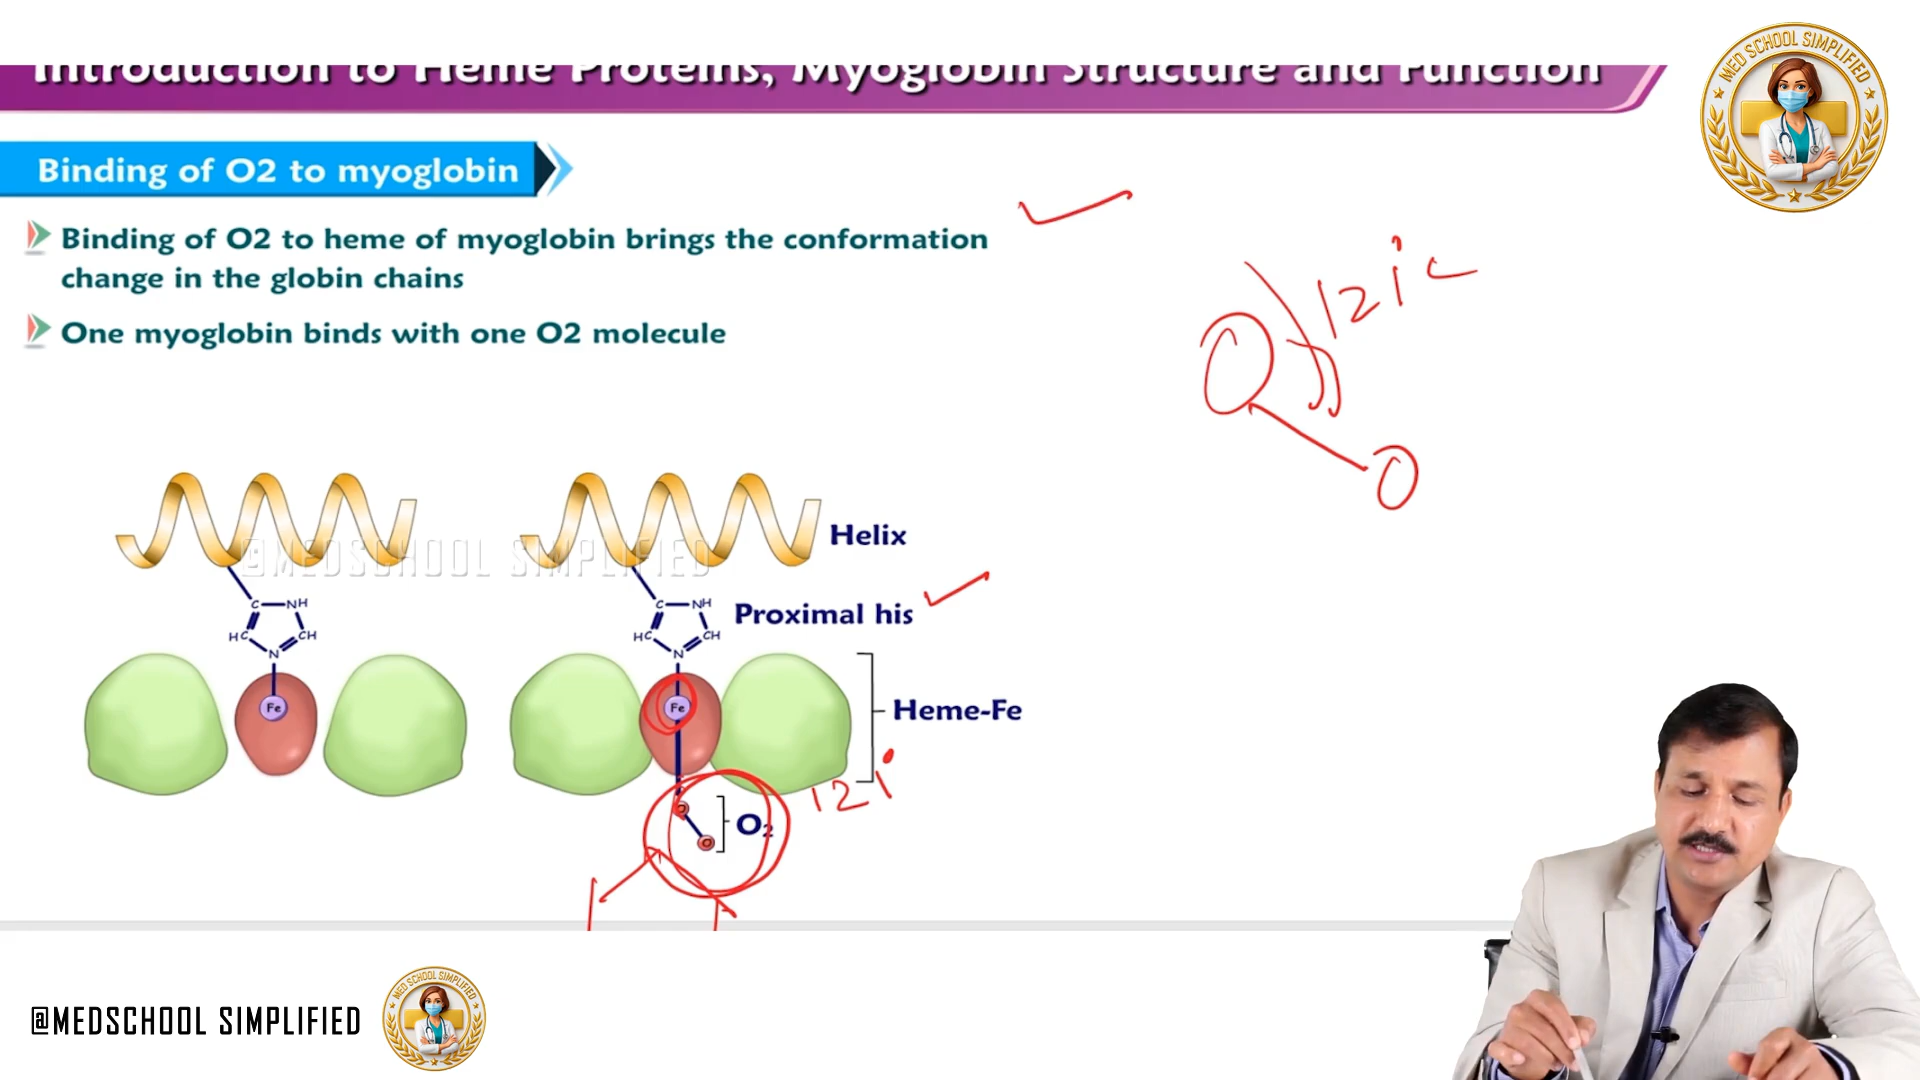 Introduction to Heme Proteins, Myoglobin Structure and Function
MED SCHOOL SIMPLIFIED
Binding of O2 to myoglobin
Binding of O2 to heme of myoglobin brings the conformation
change in the globin chains
One myoglobin binds with one O2 molecule
121
O
O
Helix
@MEDSCHOOL SIMPLIFIED
C NH
HC CH
N
Fe
C NH
HC CH
N
Fe
Proximal his
Heme-Fe
121
O
O
O2
@MEDSCHOOL SIMPLIFIED
MED SCHOOL SIMPLIFIED